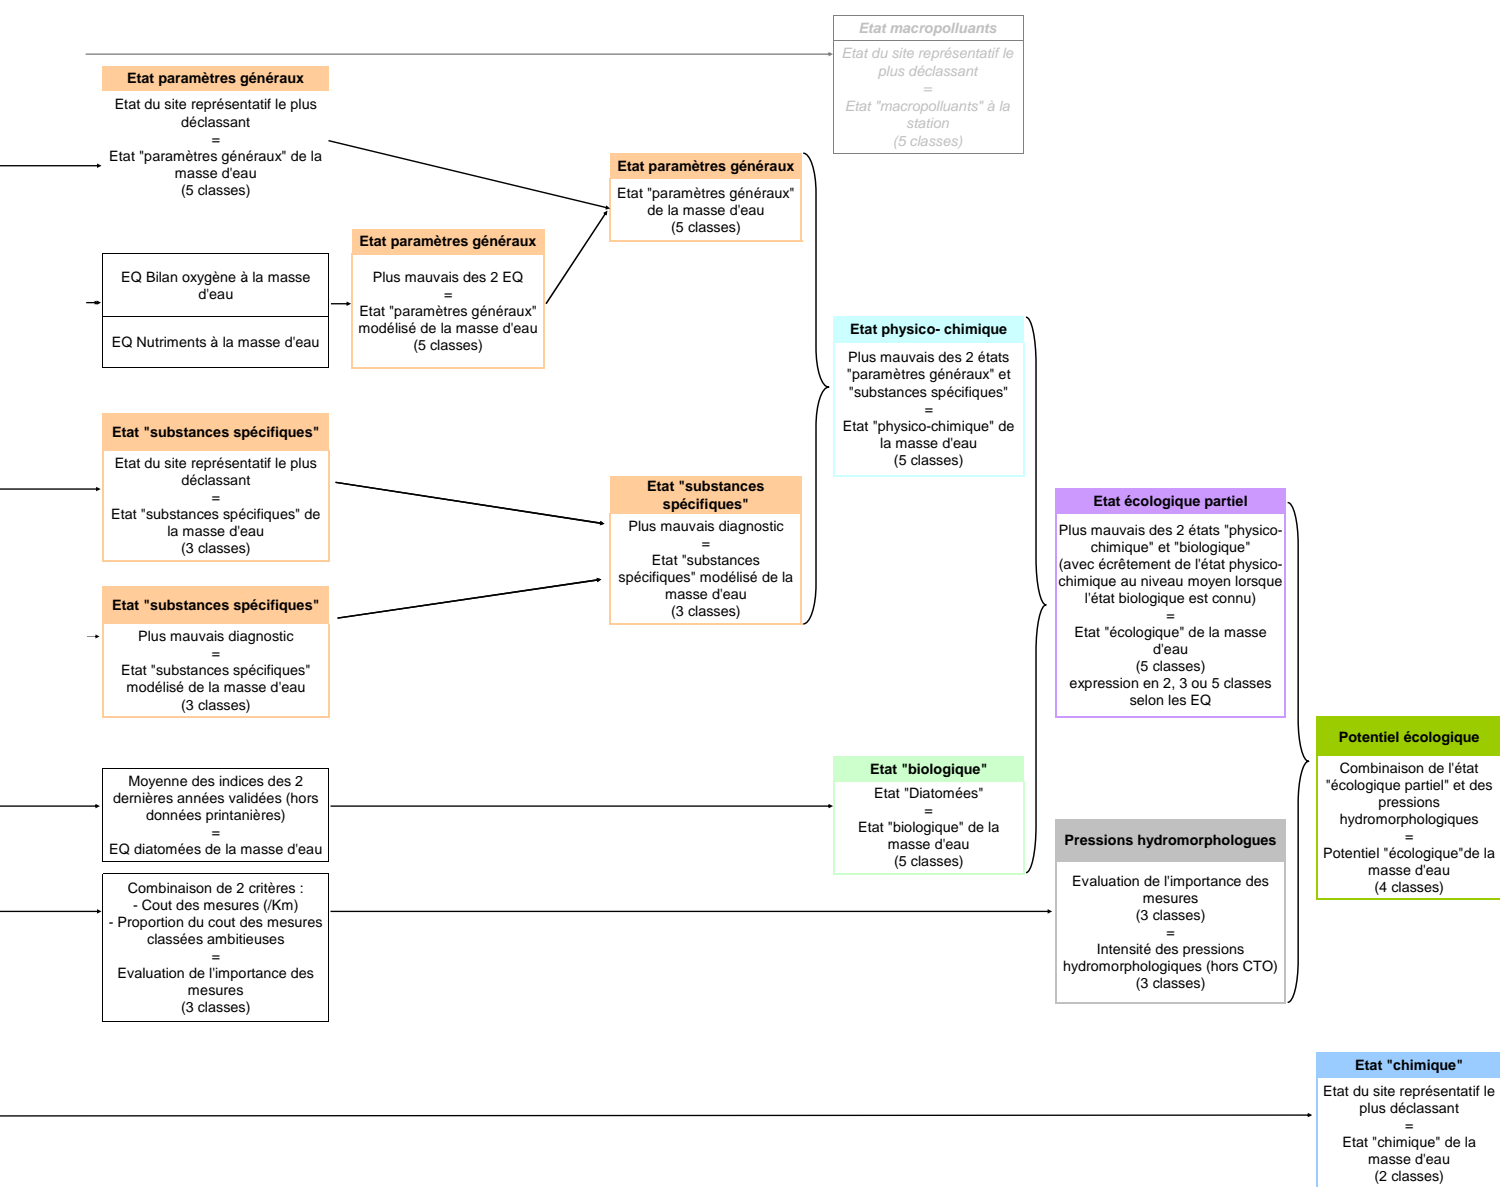 Etat macropolluants
Etat du site représentatif le
plus déclassant
=
Etat "macropolluants" à la
station
(5 classes)
Etat paramètres généraux
Etat du site représentatif le plus
déclassant
=
Etat "paramètres généraux" de la
masse d'eau
(5 classes)
Etat paramètres généraux
Etat "paramètres généraux"
de la masse d'eau
(5 classes)
EQ Bilan oxygène à la masse
d'eau
EQ Nutriments à la masse d'eau
Etat paramètres généraux
Plus mauvais des 2 EQ
=
Etat "paramètres généraux"
modélisé de la masse d'eau
(5 classes)
Etat physico- chimique
Plus mauvais des 2 états
"paramètres généraux" et
"substances spécifiques"
=
Etat "physico-chimique" de
la masse d'eau
(5 classes)
Etat "substances spécifiques"
Etat du site représentatif le plus
déclassant
=
Etat "substances spécifiques" de
la masse d'eau
(3 classes)
Etat "substances
spécifiques"
Plus mauvais diagnostic
=
Etat "substances
spécifiques" modélisé de la
masse d'eau
(3 classes)
Etat "substances spécifiques"
Plus mauvais diagnostic
=
Etat "substances spécifiques"
modélisé de la masse d'eau
(3 classes)
Etat écologique partiel
Plus mauvais des 2 états "physico-
chimique" et "biologique"
(avec écrêtement de l'état physico-
chimique au niveau moyen lorsque
l'état biologique est connu)
=
Etat "écologique" de la masse
d'eau
(5 classes)
expression en 2, 3 ou 5 classes
selon les EQ
Moyenne des indices des 2
dernières années validées (hors
données printanières)
=
EQ diatomées de la masse d'eau
Etat "biologique"
Etat "Diatomées"
=
Etat "biologique" de la
masse d'eau
(5 classes)
Combinaison de 2 critères :
- Cout des mesures (/Km)
- Proportion du cout des mesures
classées ambitieuses
=
Evaluation de l'importance des
mesures
(3 classes)
Pressions hydromorphologues
Evaluation de l'importance des
mesures
(3 classes)
=
Intensité des pressions
hydromorphologiques (hors CTO)
(3 classes)
Potentiel écologique
Combinaison de l'état
"écologique partiel" et des
pressions
hydromorphologiques
=
Potentiel "écologique"de la
masse d'eau
(4 classes)
Etat "chimique"
Etat du site représentatif le
plus déclassant
=
Etat "chimique" de la
masse d'eau
(2 classes)